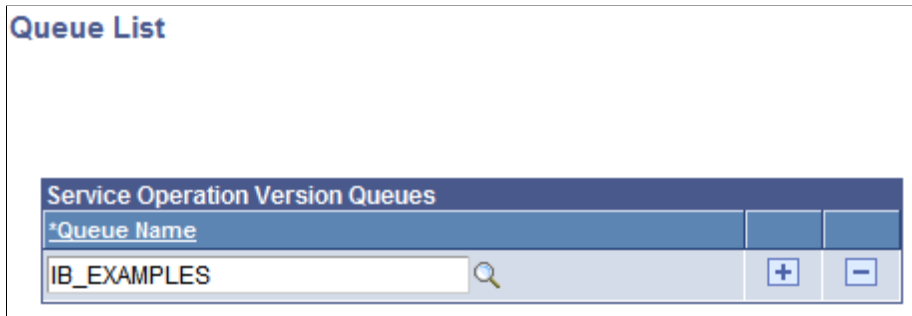 Queue List
Service Operation Version Queues
*Queue Name
IB_EXAMPLES